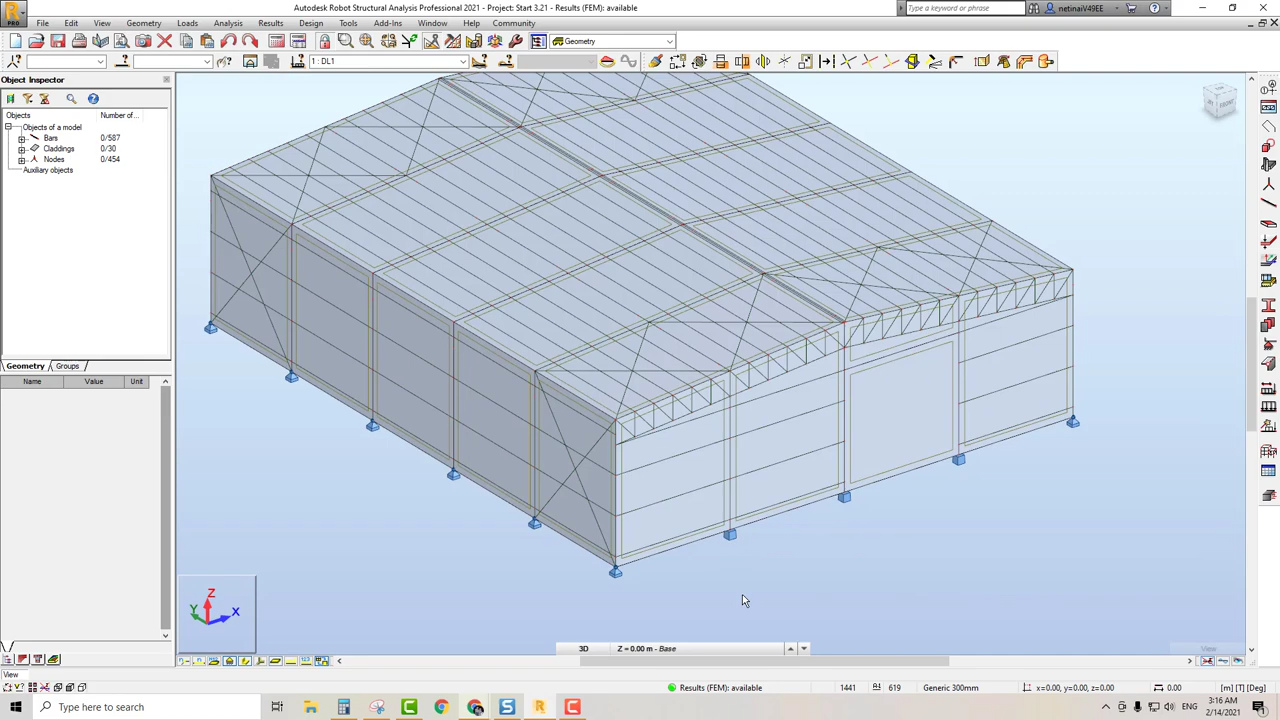 Autodesk Robot Structural Analysis Professional 2021 - Project: Start 3.21 - Results (FEM): available
Type a keyword or phrase
netinaiV49EE
PRO
File Edit View Geometry Loads Analysis Results Design Tools Add-Ins Window Help Community
Geometry
1 : DL1
Object Inspector
Objects Number of...
Objects of a model
Bars 0/587
Claddings 0/30
Nodes 0/454
Auxiliary objects
Geometry Groups
Name Value Unit
FRONT
Z
Y
X
3D Z = 0.00 m - Base
View
View
Results (FEM): available 1441 619 Generic 300mm x=0.00, y=0.00, z=0.00 0.00 [m] [T] [Deg]
Type here to search
ENG
3:16 AM
2/14/2021